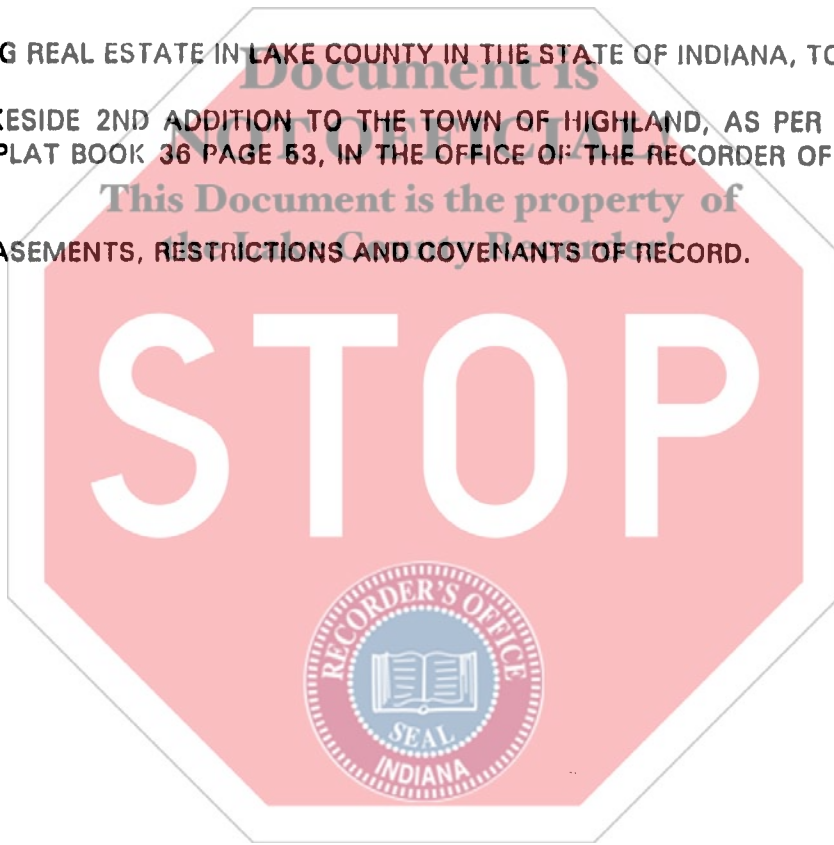 G REAL ESTATE IN LAKE COUNTY IN THE STATE OF INDIANA, TO
Document is
KESIDE 2ND ADDITION TO THE TOWN OF HIGHLAND, AS PER
NOT OFFICIAL
PLAT BOOK 36 PAGE 53, IN THE OFFICE OF THE RECORDER OF
This Document is the property of
the Lake County Recorder!
ASEMENTS, RESTRICTIONS AND COVENANTS OF RECORD.
STOP
RECORDER'S OFFICE
SEAL
INDIANA